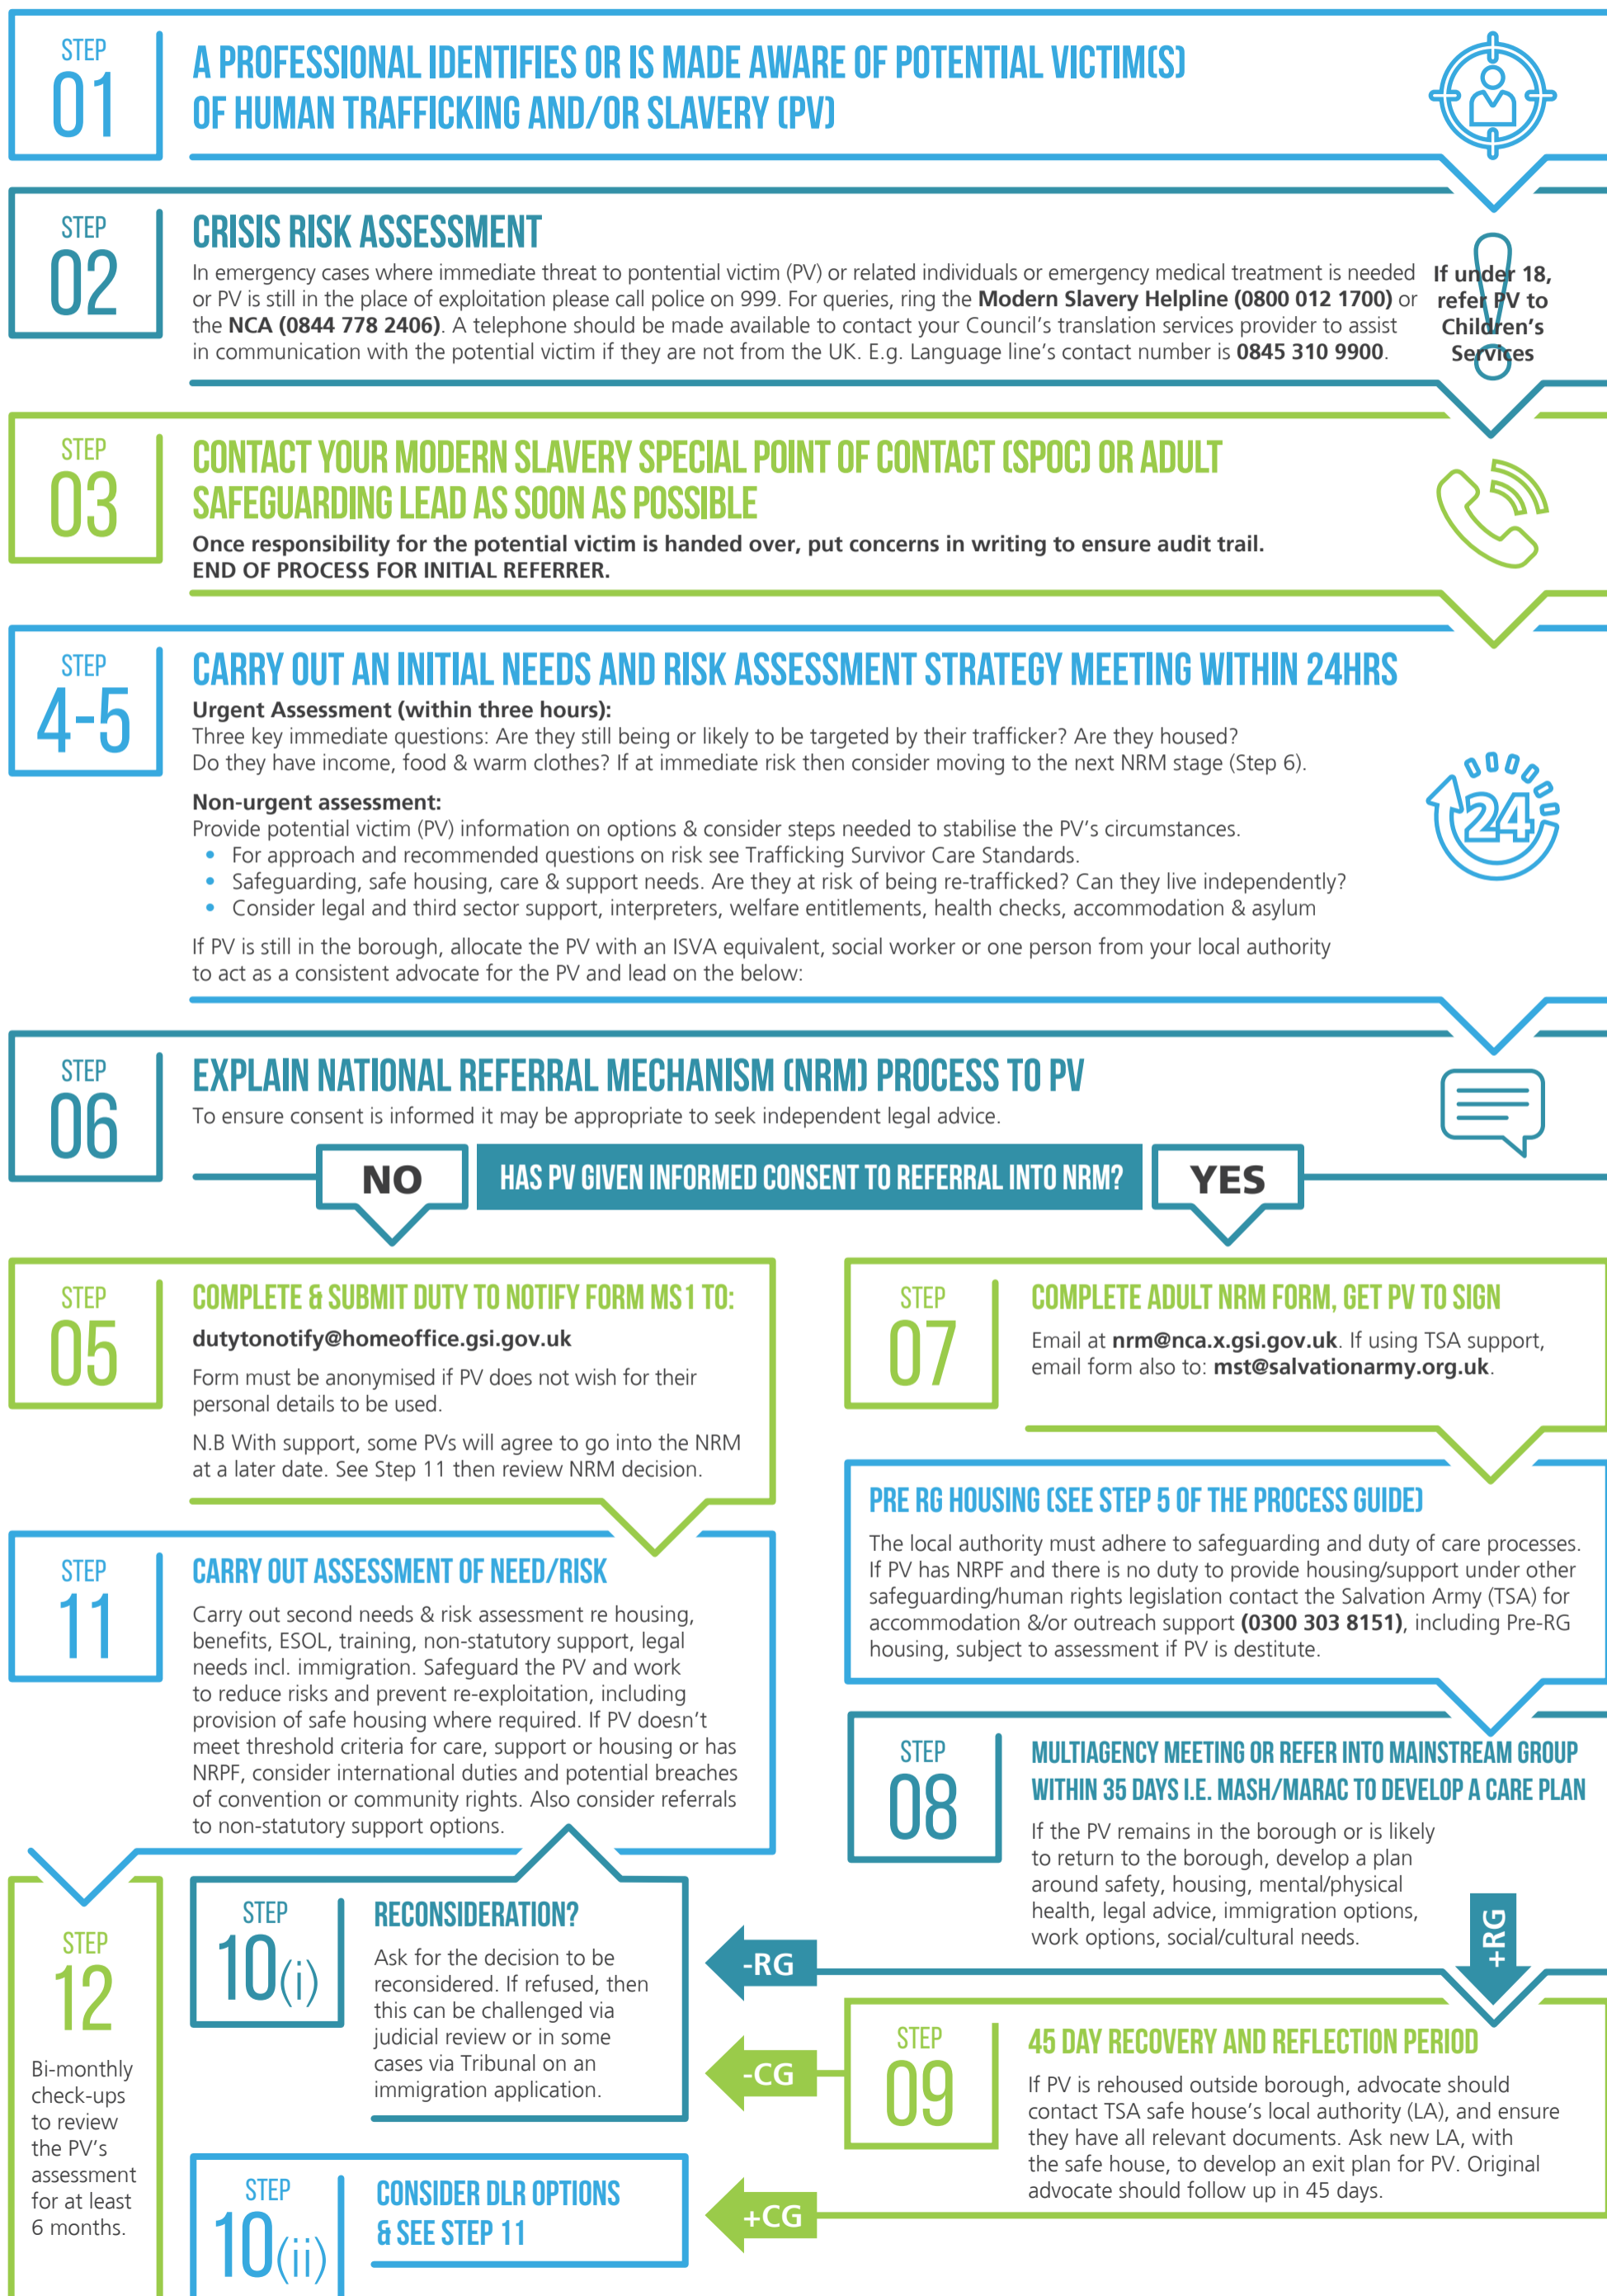 STEP
01
A PROFESSIONAL IDENTIFIES OR IS MADE AWARE OF POTENTIAL VICTIM(S)
OF HUMAN TRAFFICKING AND/OR SLAVERY (PV)
STEP
02
CRISIS RISK ASSESSMENT
In emergency cases where immediate threat to pontential victim (PV) or related individuals or emergency medical treatment is needed
or PV is still in the place of exploitation please call police on 999. For queries, ring the Modern Slavery Helpline (0800 012 1700) or
the NCA (0844 778 2406). A telephone should be made available to contact your Council's translation services provider to assist
in communication with the potential victim if they are not from the UK. E.g. Language line's contact number is 0845 310 9900.
If under 18,
refer PV to
Children's
Services
STEP
03
CONTACT YOUR MODERN SLAVERY SPECIAL POINT OF CONTACT (SPOC) OR ADULT
SAFEGUARDING LEAD AS SOON AS POSSIBLE
Once responsibility for the potential victim is handed over, put concerns in writing to ensure audit trail.
END OF PROCESS FOR INITIAL REFERRER.
STEP
4-5
CARRY OUT AN INITIAL NEEDS AND RISK ASSESSMENT STRATEGY MEETING WITHIN 24HRS
Urgent Assessment (within three hours):
Three key immediate questions: Are they still being or likely to be targeted by their trafficker? Are they housed?
Do they have income, food & warm clothes? If at immediate risk then consider moving to the next NRM stage (Step 6).
Non-urgent assessment:
Provide potential victim (PV) information on options & consider steps needed to stabilise the PV's circumstances.
• For approach and recommended questions on risk see Trafficking Survivor Care Standards.
• Safeguarding, safe housing, care & support needs. Are they at risk of being re-trafficked? Can they live independently?
• Consider legal and third sector support, interpreters, welfare entitlements, health checks, accommodation & asylum
If PV is still in the borough, allocate the PV with an ISVA equivalent, social worker or one person from your local authority
to act as a consistent advocate for the PV and lead on the below:
24
STEP
06
EXPLAIN NATIONAL REFERRAL MECHANISM (NRM) PROCESS TO PV
To ensure consent is informed it may be appropriate to seek independent legal advice.
NO
HAS PV GIVEN INFORMED CONSENT TO REFERRAL INTO NRM?
YES
STEP
05
COMPLETE & SUBMIT DUTY TO NOTIFY FORM MS1 TO:
dutytonotify@homeoffice.gsi.gov.uk
Form must be anonymised if PV does not wish for their
personal details to be used.
N.B With support, some PVs will agree to go into the NRM
at a later date. See Step 11 then review NRM decision.
STEP
07
COMPLETE ADULT NRM FORM, GET PV TO SIGN
Email at nrm@nca.x.gsi.gov.uk. If using TSA support,
email form also to: mst@salvationarmy.org.uk.
PRE RG HOUSING (SEE STEP 5 OF THE PROCESS GUIDE)
The local authority must adhere to safeguarding and duty of care processes.
If PV has NRPF and there is no duty to provide housing/support under other
safeguarding/human rights legislation contact the Salvation Army (TSA) for
accommodation &/or outreach support (0300 303 8151), including Pre-RG
housing, subject to assessment if PV is destitute.
STEP
11
CARRY OUT ASSESSMENT OF NEED/RISK
Carry out second needs & risk assessment re housing,
benefits, ESOL, training, non-statutory support, legal
needs incl. immigration. Safeguard the PV and work
to reduce risks and prevent re-exploitation, including
provision of safe housing where required. If PV doesn't
meet threshold criteria for care, support or housing or has
NRPF, consider international duties and potential breaches
of convention or community rights. Also consider referrals
to non-statutory support options.
STEP
08
MULTIAGENCY MEETING OR REFER INTO MAINSTREAM GROUP
WITHIN 35 DAYS I.E. MASH/MARAC TO DEVELOP A CARE PLAN
If the PV remains in the borough or is likely
to return to the borough, develop a plan
around safety, housing, mental/physical
health, legal advice, immigration options,
work options, social/cultural needs.
+RG
STEP
12
Bi-monthly
check-ups
to review
the PV's
assessment
for at least
6 months.
STEP
10(i)
RECONSIDERATION?
Ask for the decision to be
reconsidered. If refused, then
this can be challenged via
judicial review or in some
cases via Tribunal on an
immigration application.
-RG
-CG
STEP
09
45 DAY RECOVERY AND REFLECTION PERIOD
If PV is rehoused outside borough, advocate should
contact TSA safe house's local authority (LA), and ensure
they have all relevant documents. Ask new LA, with
the safe house, to develop an exit plan for PV. Original
advocate should follow up in 45 days.
STEP
10(ii)
CONSIDER DLR OPTIONS
& SEE STEP 11
+CG